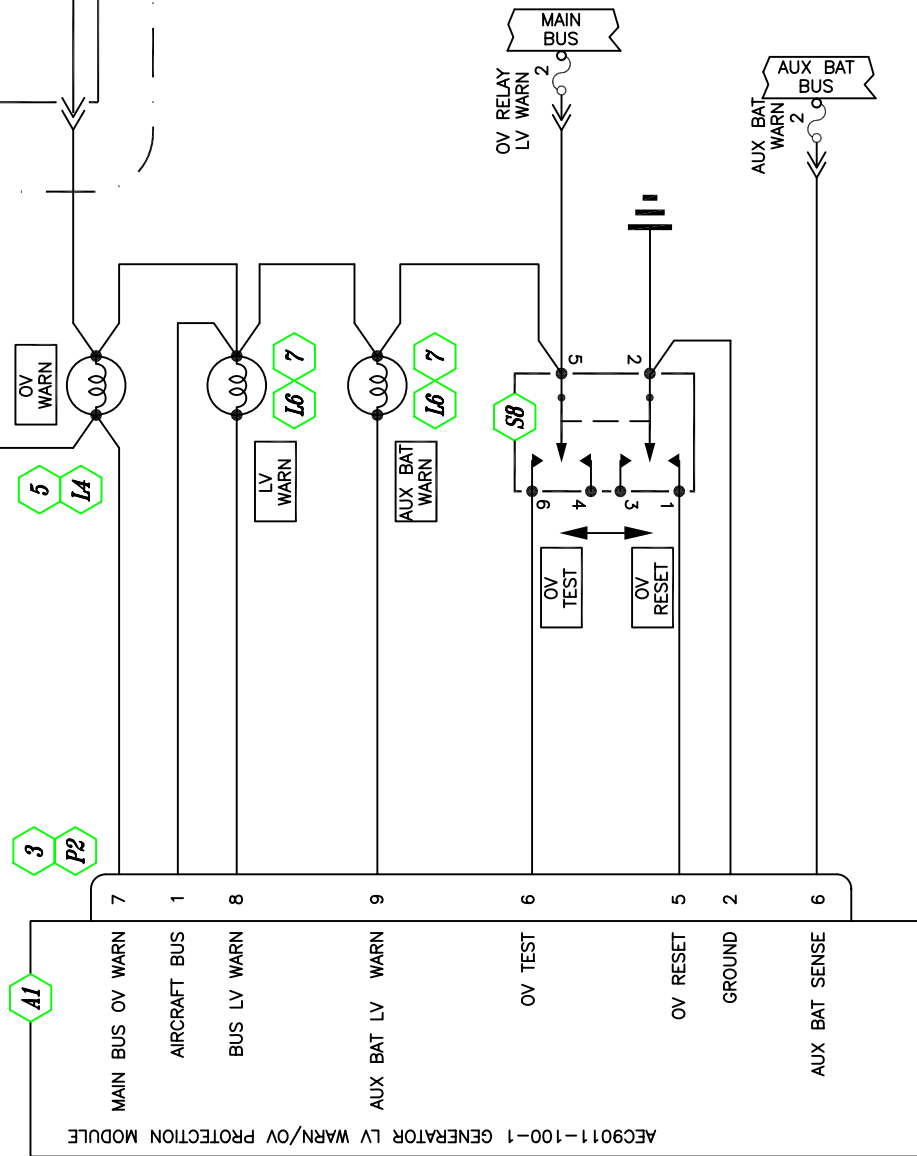 MAIN
BUS
2
OV RELAY
LV WARN
AUX BAT
BUS
2
AUX BAT
WARN
OV
WARN
5
L4
7
L6
LV
WARN
7
L6
AUX BAT
WARN
S8
5
2
6
4
3
1
OV
TEST
OV
RESET
3
P2
7
1
8
9
6
5
2
6
A1
MAIN BUS OV WARN
AIRCRAFT BUS
BUS LV WARN
AUX BAT LV WARN
OV TEST
OV RESET
GROUND
AUX BAT SENSE
AEC9011-100-1 GENERATOR LV WARN/OV PROTECTION MODULE